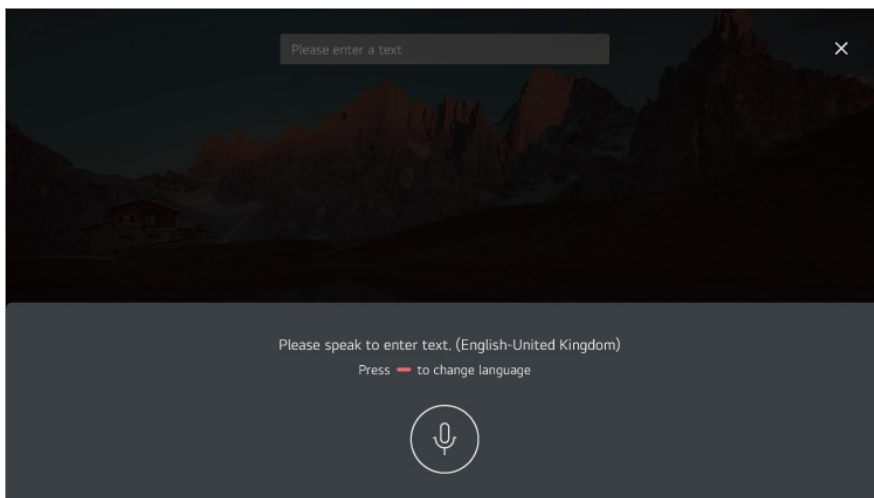 Please enter a text
Please speak to enter text. (English-United Kingdom)
Press to change language